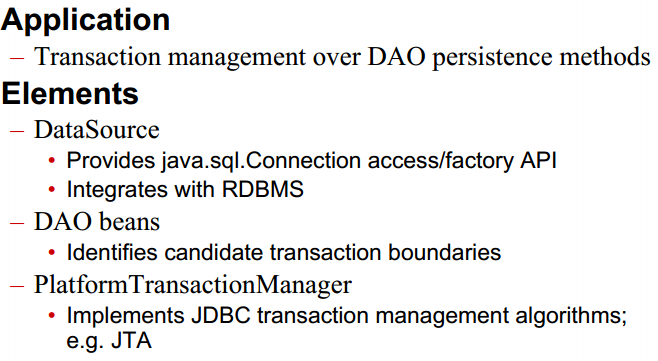 Application
– Transaction management over DAO persistence methods
Elements
– DataSource
• Provides java.sql.Connection access/factory API
• Integrates with RDBMS
– DAO beans
• Identifies candidate transaction boundaries
– PlatformTransactionManager
• Implements JDBC transaction management algorithms;
e.g. JTA